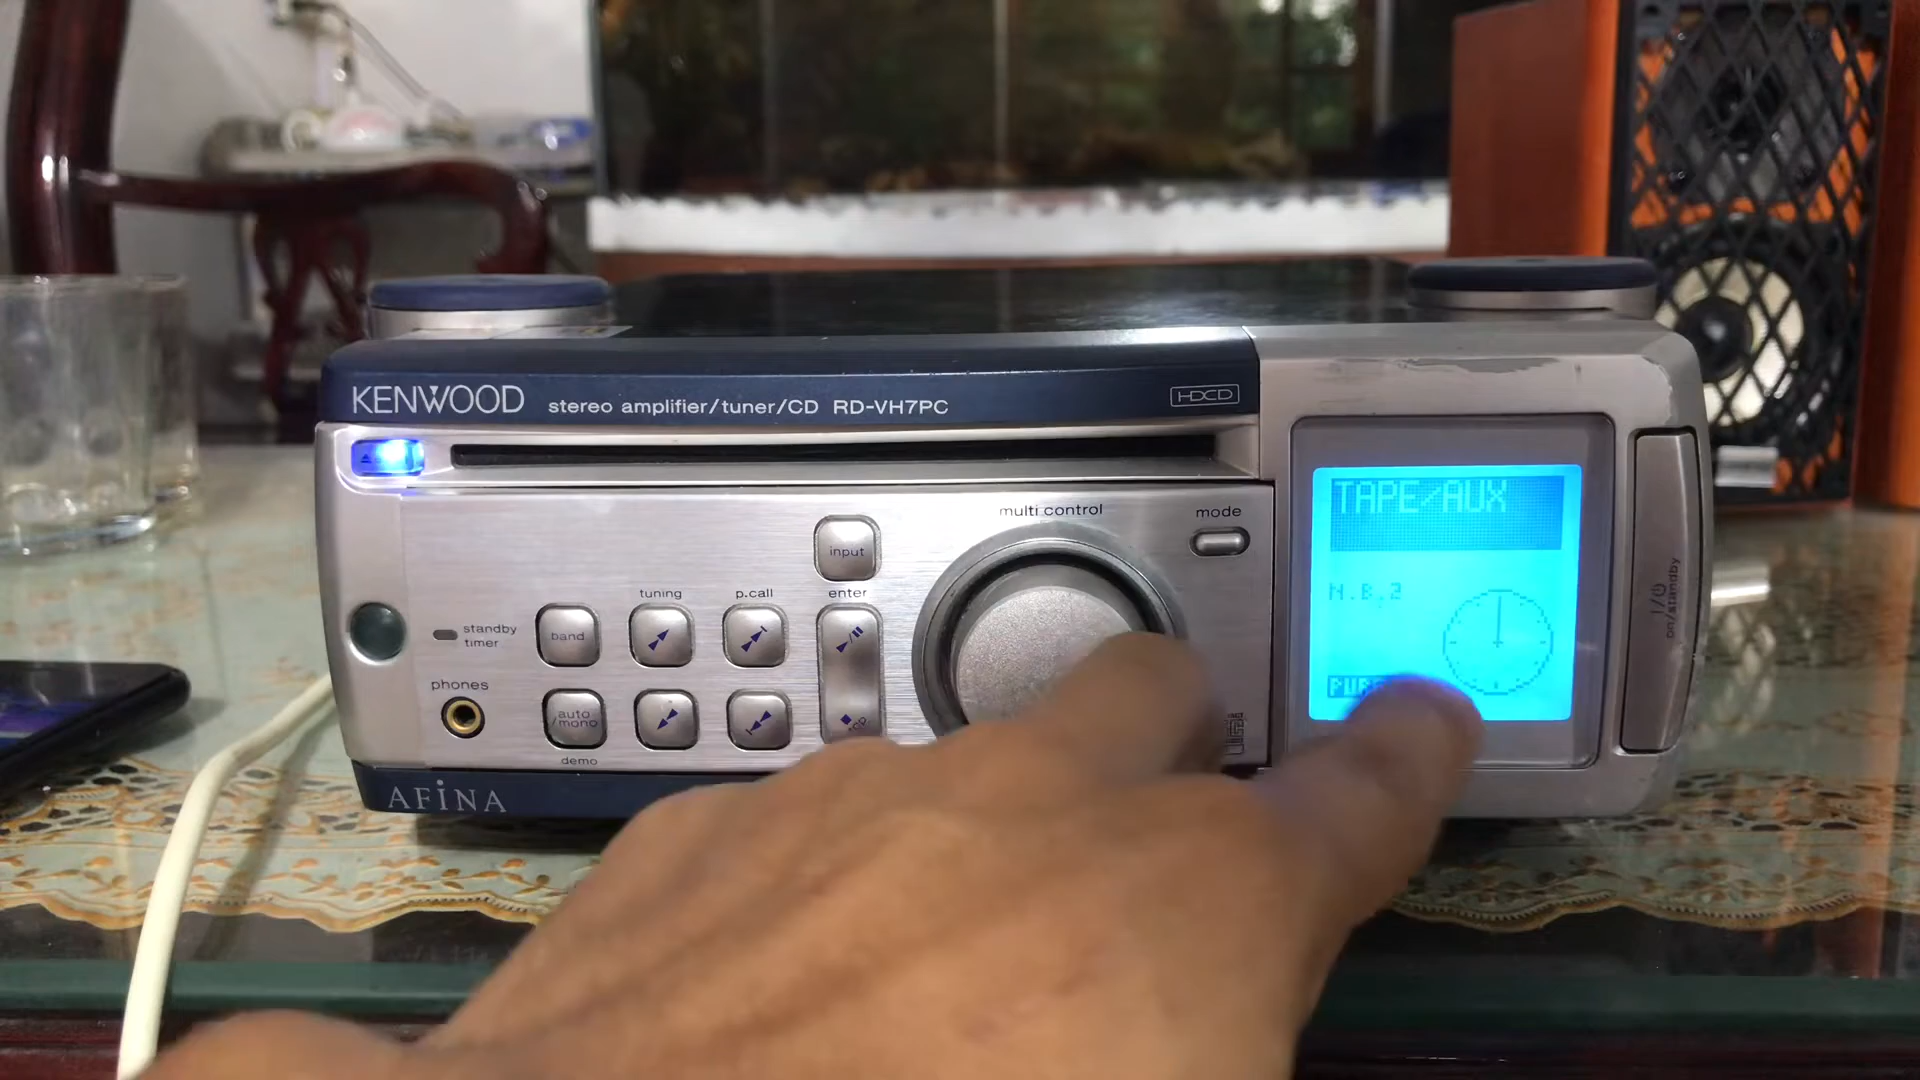 KENWOOD stereo amplifier/tuner/CD RD-VH7PC
HDCD
multi control
mode
input
TAPE/AUX
tuning
p.call
enter
N.B.2
standby
timer
band
I/⏻
on/standby
phones
auto
/mono
demo
AFiNA